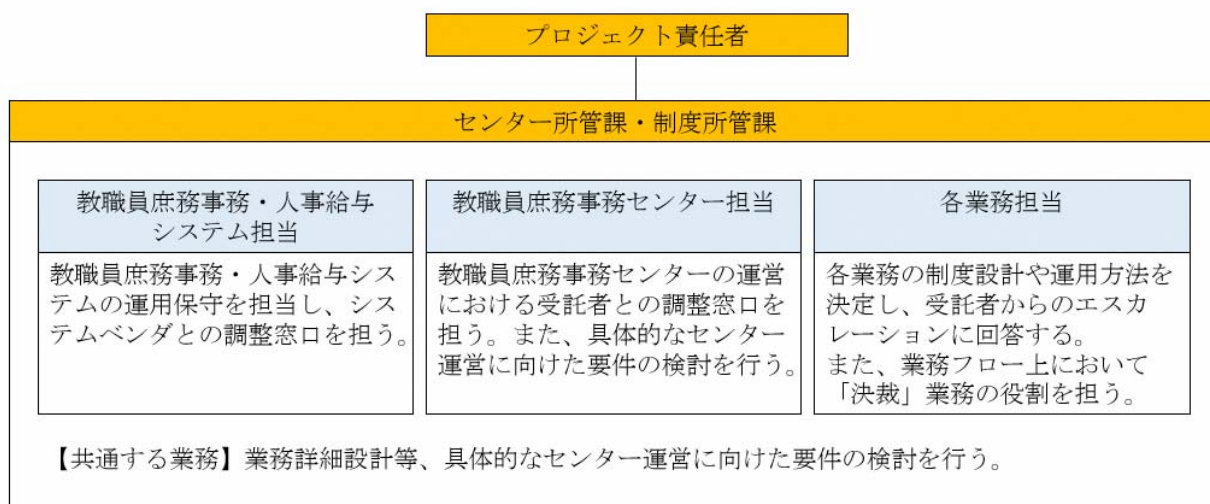 プロジェクト責任者
センター所管課・制度所管課
教職員庶務事務・人事給与
システム担当
教職員庶務事務・人事給与シス
テムの運用保守を担当し、システ
ムベンダとの調整窓口を担う。
教職員庶務事務センター担当
教職員庶務事務センターの運営
における受託者との調整窓口を
担う。また、具体的なセンター
運営に向けた要件の検討を行う。
各業務担当
各業務の制度設計や運用方法を
決定し、受託者からのエスカ
レーションに回答する。
また、業務フロー上において
「決裁」業務の役割を担う。
【共通する業務】業務詳細設計等、具体的なセンター運営に向けた要件の検討を行う。